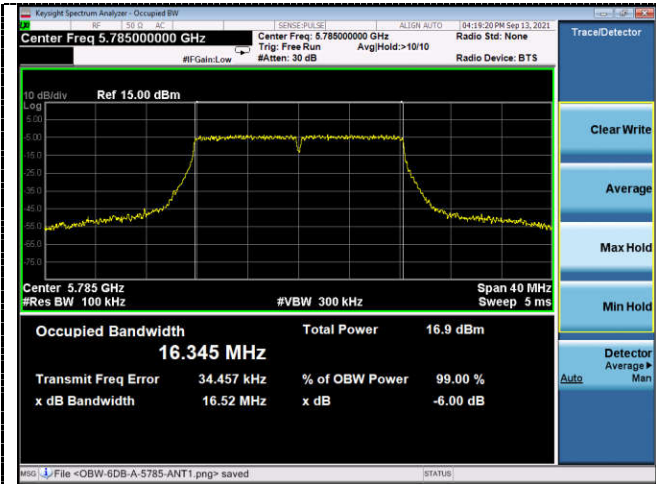 Keysight Spectrum Analyzer - Occupied BW
RF 50 Ω AC SENSE:PULSE ALIGN AUTO 04:19:20 PM Sep 13, 2021
Center Freq 5.785000000 GHz
Center Freq: 5.785000000 GHz
Radio Std: None
Trig: Free Run Avg|Hold:>10/10
#IFGain:Low #Atten: 30 dB Radio Device: BTS
10 dB/div Ref 15.00 dBm
Log
5.00
-5.00
-15.0
-25.0
-35.0
-45.0
-55.0
-65.0
-75.0
Center 5.785 GHz Span 40 MHz
#Res BW 100 kHz #VBW 300 kHz Sweep 5 ms
Occupied Bandwidth Total Power 16.9 dBm
16.345 MHz
Transmit Freq Error 34.457 kHz % of OBW Power 99.00 %
x dB Bandwidth 16.52 MHz x dB -6.00 dB
MSG File <OBW-6DB-A-5785-ANT1.png> saved STATUS
Trace/Detector
Clear Write
Average
Max Hold
Min Hold
Detector
Average
Auto Man